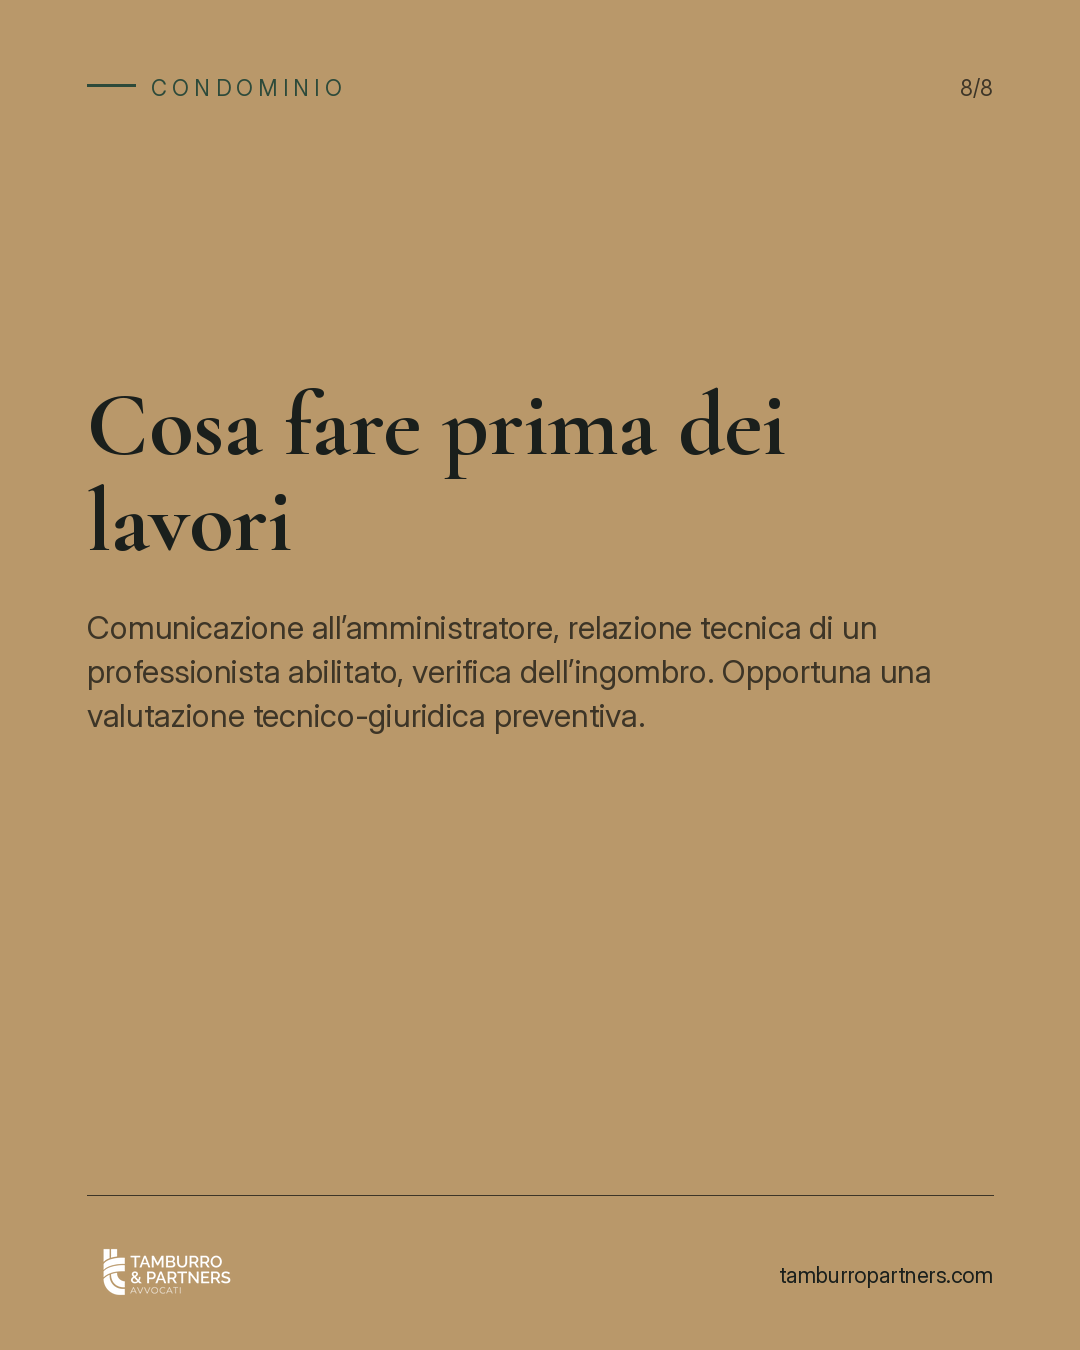 CONDOMINIO
8/8
Cosa fare prima dei
lavori
Comunicazione all’amministratore, relazione tecnica di un
professionista abilitato, verifica dell’ingombro. Opportuna una
valutazione tecnico-giuridica preventiva.
TAMBURRO
& PARTNERS
AVVOCATI
tamburropartners.com